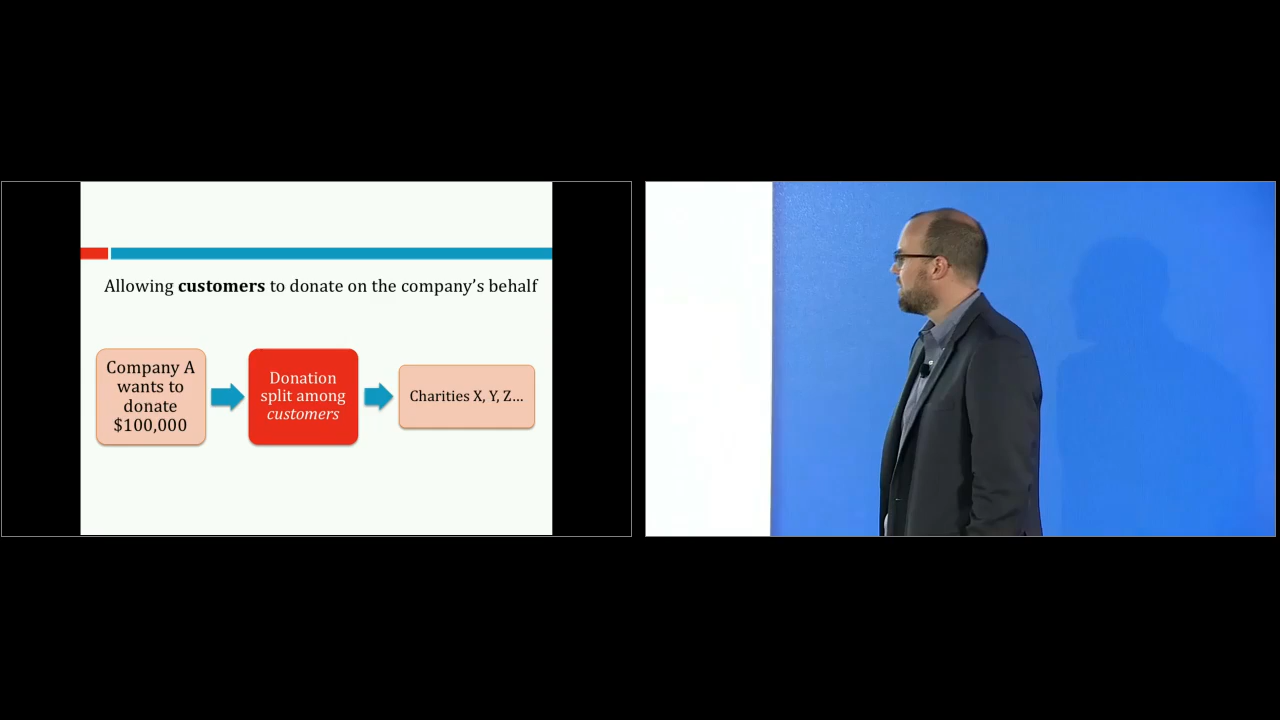 Allowing customers to donate on the company's behalf
Company A
wants to
donate
$100,000
Donation
split among
customers
Charities X, Y, Z...